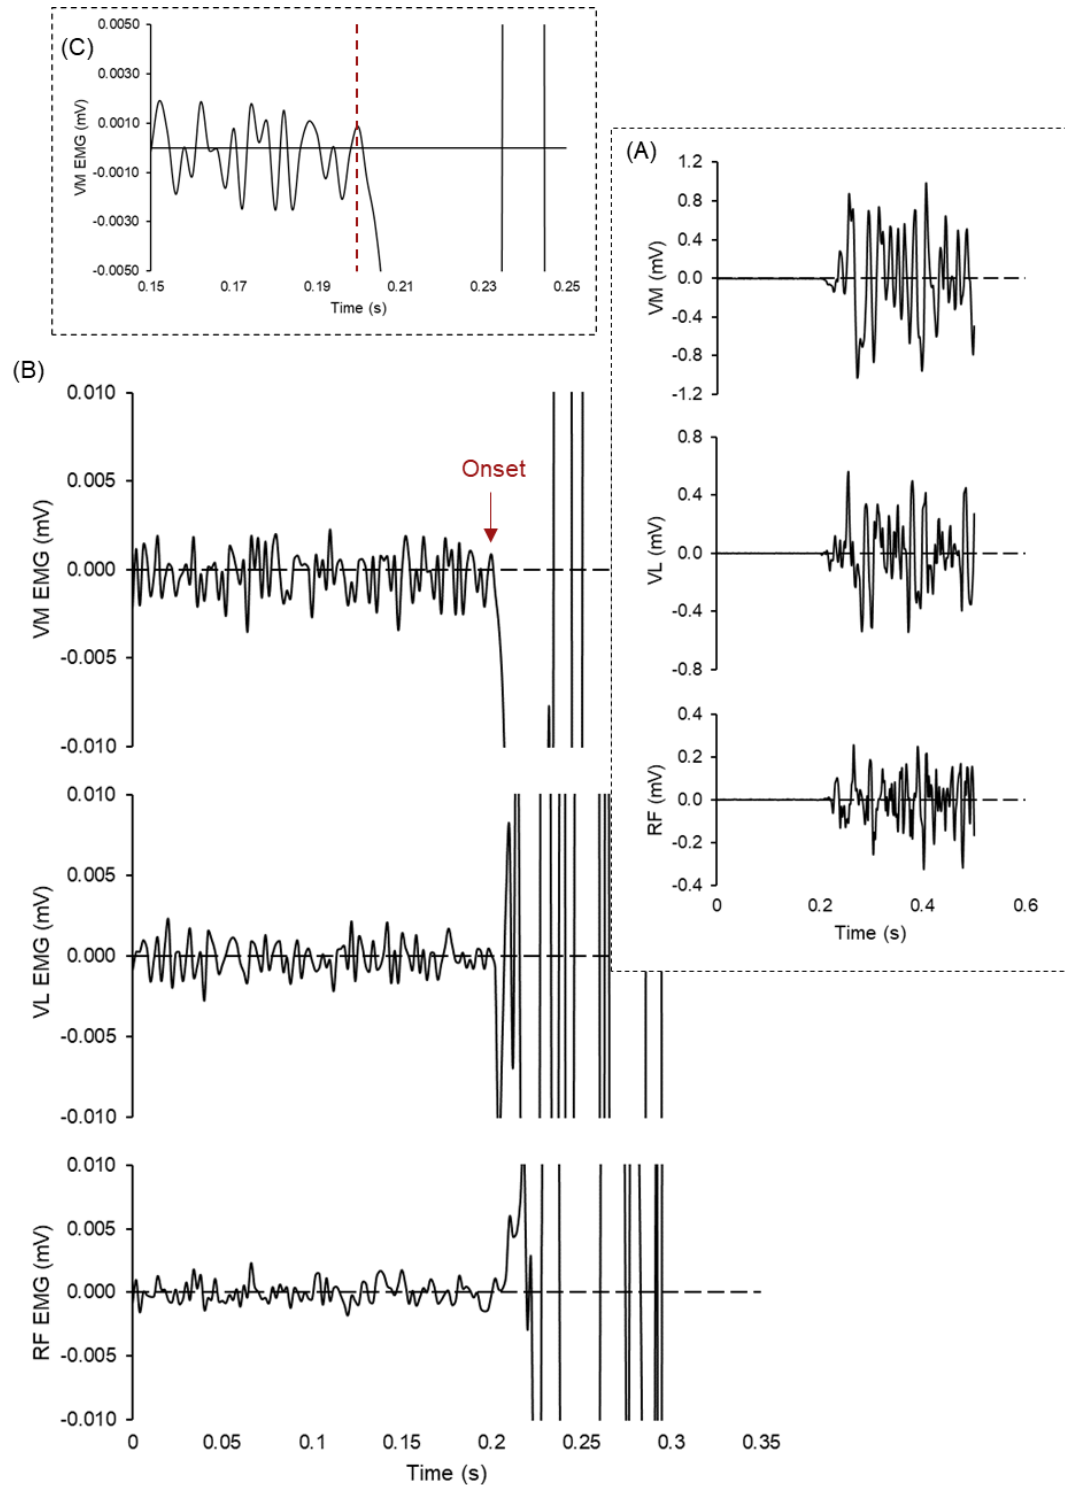 (C)
VM EMG (mV)
0.0050
0.0030
0.0010
-0.0010
-0.0030
-0.0050
0.15 0.17 0.19 0.21 0.23 0.25
Time (s)
(A)
VM (mV)
1.2
0.8
0.4
0.0
-0.4
-0.8
-1.2
VL (mV)
0.8
0.4
0.0
-0.4
-0.8
RF (mV)
0.4
0.2
0.0
-0.2
-0.4
0 0.2 0.4 0.6
Time (s)
(B)
VM EMG (mV)
0.010
0.005
0.000
-0.005
-0.010
Onset
VL EMG (mV)
0.010
0.005
0.000
-0.005
-0.010
RF EMG (mV)
0.010
0.005
0.000
-0.005
-0.010
0 0.05 0.1 0.15 0.2 0.25 0.3 0.35
Time (s)